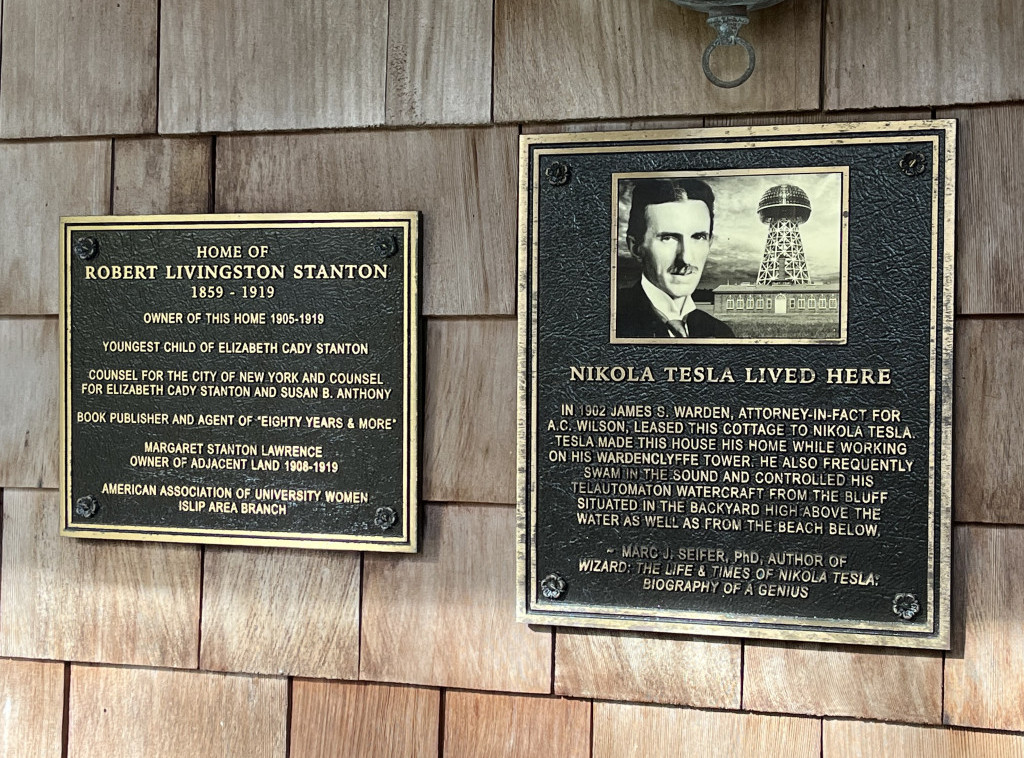 HOME OF
ROBERT LIVINGSTON STANTON
1859 - 1919
OWNER OF THIS HOME 1905-1919
YOUNGEST CHILD OF ELIZABETH CADY STANTON
COUNSEL FOR THE CITY OF NEW YORK AND COUNSEL
FOR ELIZABETH CADY STANTON AND SUSAN B. ANTHONY
BOOK PUBLISHER AND AGENT OF "EIGHTY YEARS & MORE"
MARGARET STANTON LAWRENCE
OWNER OF ADJACENT LAND 1908-1919
AMERICAN ASSOCIATION OF UNIVERSITY WOMEN
ISLIP AREA BRANCH
NIKOLA TESLA LIVED HERE
IN 1902 JAMES S. WARDEN, ATTORNEY-IN-FACT FOR
A.C. WILSON, LEASED THIS COTTAGE TO NIKOLA TESLA.
TESLA MADE THIS HOUSE HIS HOME WHILE WORKING
ON HIS WARDENCLYFFE TOWER. HE ALSO FREQUENTLY
SWAM IN THE SOUND AND CONTROLLED HIS
TELAUTOMATON WATERCRAFT FROM THE BLUFF
SITUATED IN THE BACKYARD HIGH ABOVE THE
WATER AS WELL AS FROM THE BEACH BELOW.
~ MARC J. SEIFER, PhD, AUTHOR OF
WIZARD: THE LIFE & TIMES OF NIKOLA TESLA:
BIOGRAPHY OF A GENIUS